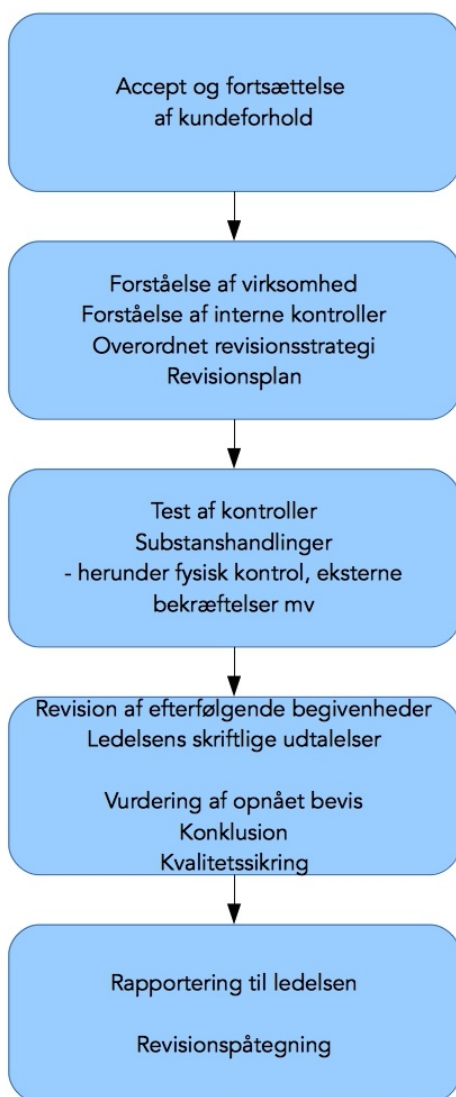 Accept og fortsættelse
af kundeforhold
Forståelse af virksomhed
Forståelse af interne kontroller
Overordnet revisionsstrategi
Revisionsplan
Test af kontroller
Substanshandlinger
- herunder fysisk kontrol, eksterne
bekræftelser mv
Revision af efterfølgende begivenheder
Ledelsens skriftlige udtalelser
Vurdering af opnået bevis
Konklusion
Kvalitetssikring
Rapportering til ledelsen
Revisionspåtegning